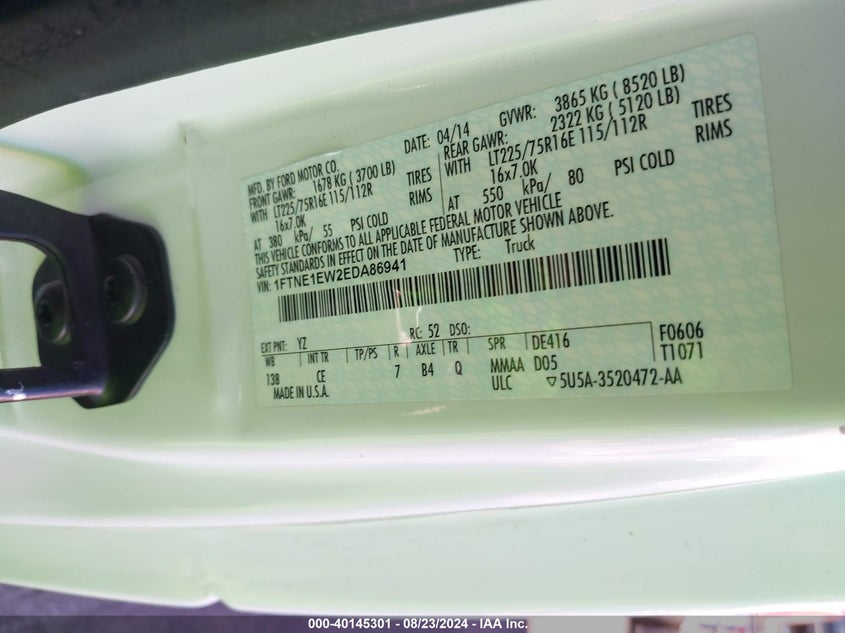 MFD. BY FORD MOTOR CO.
DATE: 04/14
GVWR: 3865 KG ( 8520 LB)
FRONT GAWR: 1678 KG ( 3700 LB)
REAR GAWR: 2322 KG ( 5120 LB)
WITH LT225/75R16E 115/112R TIRES
WITH LT225/75R16E 115/112R TIRES
16x7.0K RIMS
16x7.0K RIMS
AT 380 kPa/ 55 PSI COLD
AT 550 kPa/ 80 PSI COLD
THIS VEHICLE CONFORMS TO ALL APPLICABLE FEDERAL MOTOR VEHICLE
SAFETY STANDARDS IN EFFECT ON THE DATE OF MANUFACTURE SHOWN ABOVE.
VIN: 1FTNE1EW2EDA86941
TYPE: Truck
EXT PNT: YZ RC: 52 DSO:
WB INT TR TP/PS R AXLE TR SPR DE416 F0606
138 CE 7 B4 Q MMAA D05 T1071
MADE IN U.S.A. ULC ▽5U5A-3520472-AA
000-40145301 - 08/23/2024 - IAA Inc.